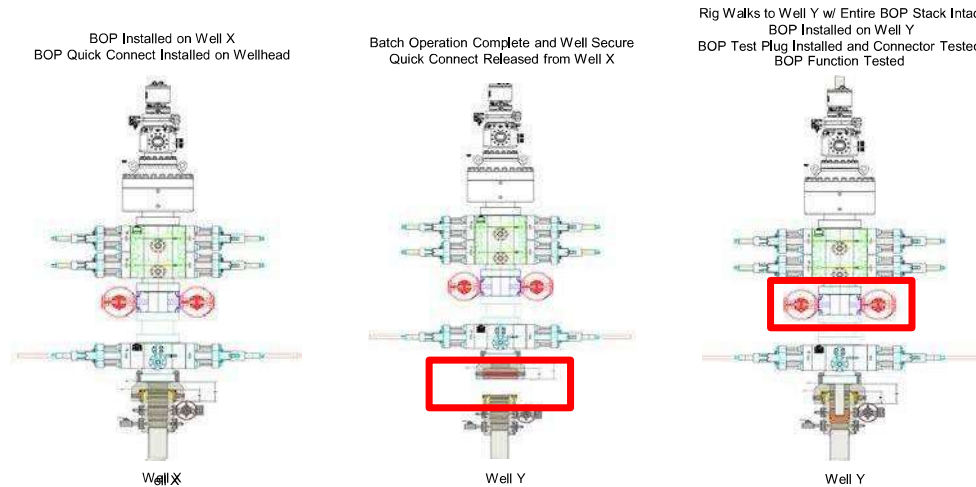 BOP Installed on Well X
BOP Quick Connect Installed on Wellhead
Batch Operation Complete and Well Secure
Quick Connect Released from Well X
Rig Walks to Well Y w/ Entire BOP Stack Intac
BOP Installed on Well Y
BOP Test Plug Installed and Connector Tested
BOP Function Tested
Well X
Well Y
Well Y